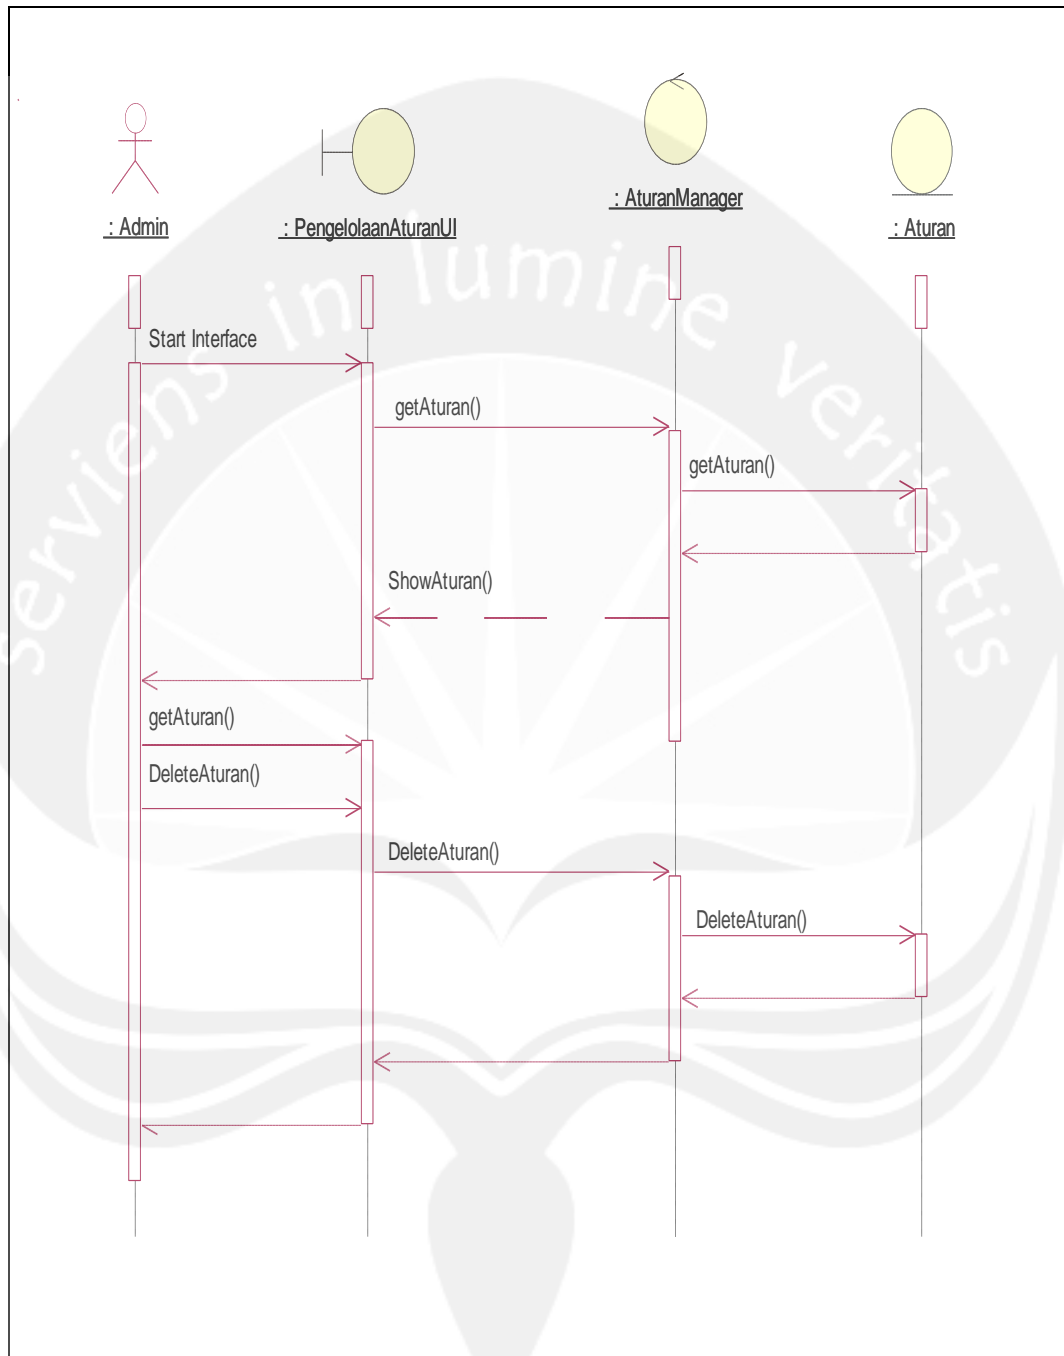 : Admin
: PengelolaanAturanUI
: AturanManager
: Aturan
serviens in lumine veritatis
Start Interface
getAturan()
getAturan()
ShowAturan()
getAturan()
DeleteAturan()
DeleteAturan()
DeleteAturan()